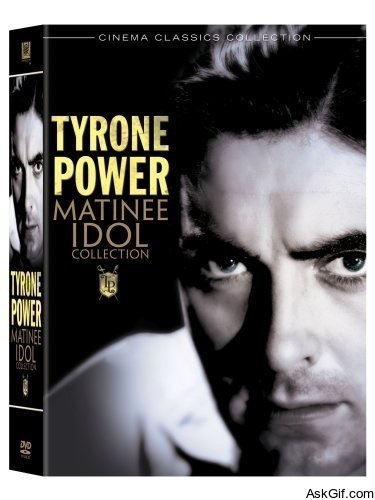 CINEMA CLASSICS COLLECTION
TYRONE
POWER
MATINEE
IDOL
COLLECTION
TP
TYRONE
POWER
MATINEE
IDOL
COLLECTION
DVD
AskGif.com